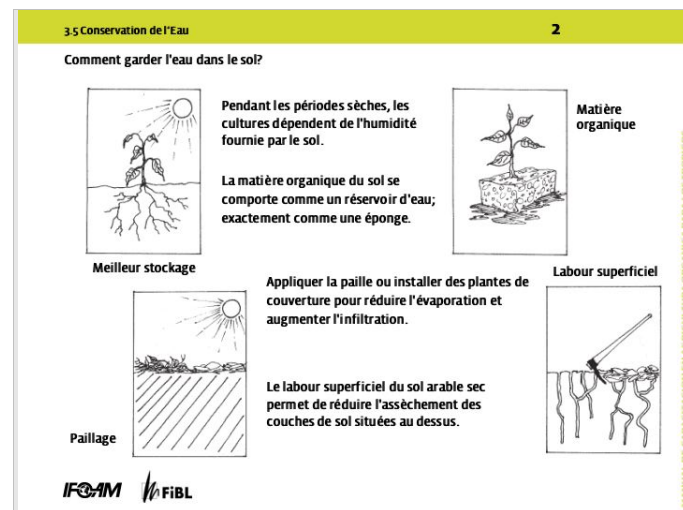 3.5 Conservation de l'Eau
2
Comment garder l'eau dans le sol?
Pendant les périodes sèches, les
cultures dépendent de l'humidité
fournie par le sol.
La matière organique du sol se
comporte comme un réservoir d'eau;
exactement comme une éponge.
Matière
organique
Meilleur stockage
Appliquer la paille ou installer des plantes de
couverture pour réduire l'évaporation et
augmenter l'infiltration.
Labour superficiel
Le labour superficiel du sol arable sec
permet de réduire l'assèchement des
couches de sol situées au dessus.
Paillage
IFOAM
FiBL